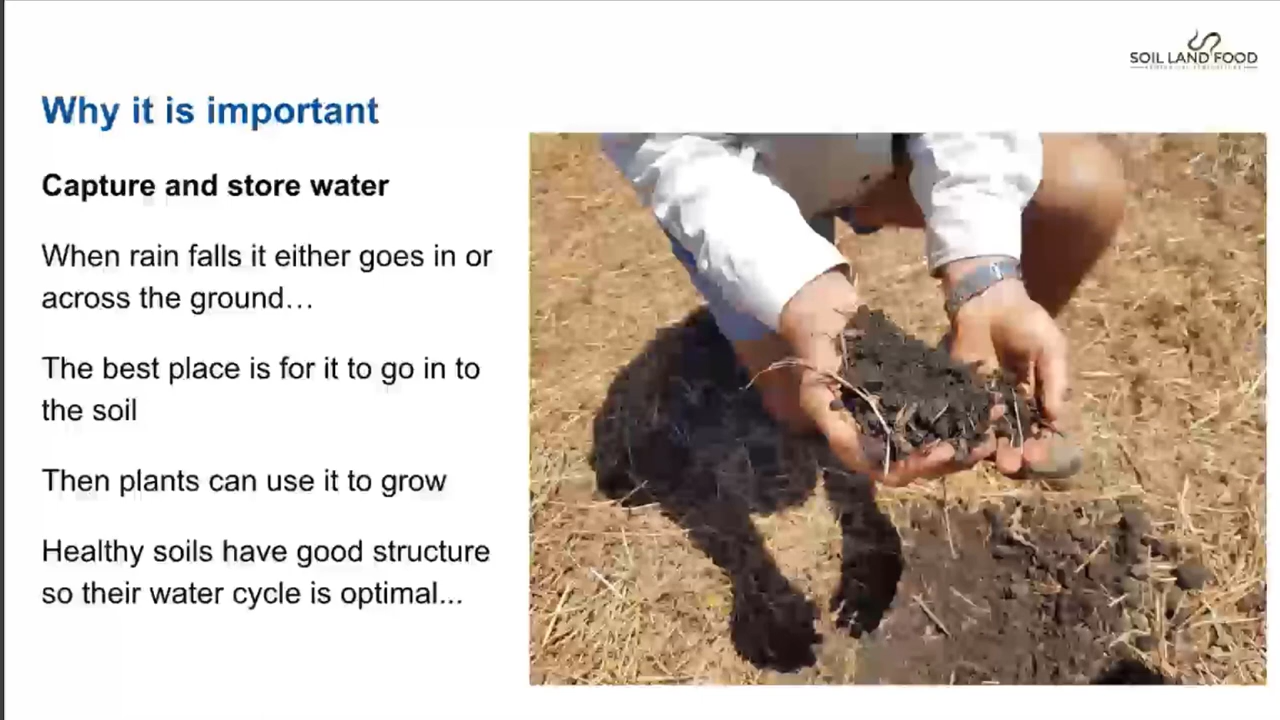 SOIL LAND FOOD
Why it is important
Capture and store water
When rain falls it either goes in or
across the ground…
The best place is for it to go in to
the soil
Then plants can use it to grow
Healthy soils have good structure
so their water cycle is optimal...